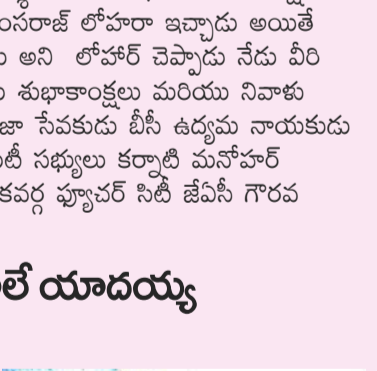 ంసరాజ్ లోహరా ఇచ్చాడు అయితే
అని లోహార్ చెప్పాడు నేడు వీరి
శుభాకాంక్షలు మరియు నివాళు
జా సేవకుడు బీసీ ఉద్యమ నాయకుడు
టీ సభ్యులు కర్నాటి మనోహర్
కవర్గ ఫ్యూచర్ సిటీ జేఏసీ గౌరవ
లే యాదయ్య